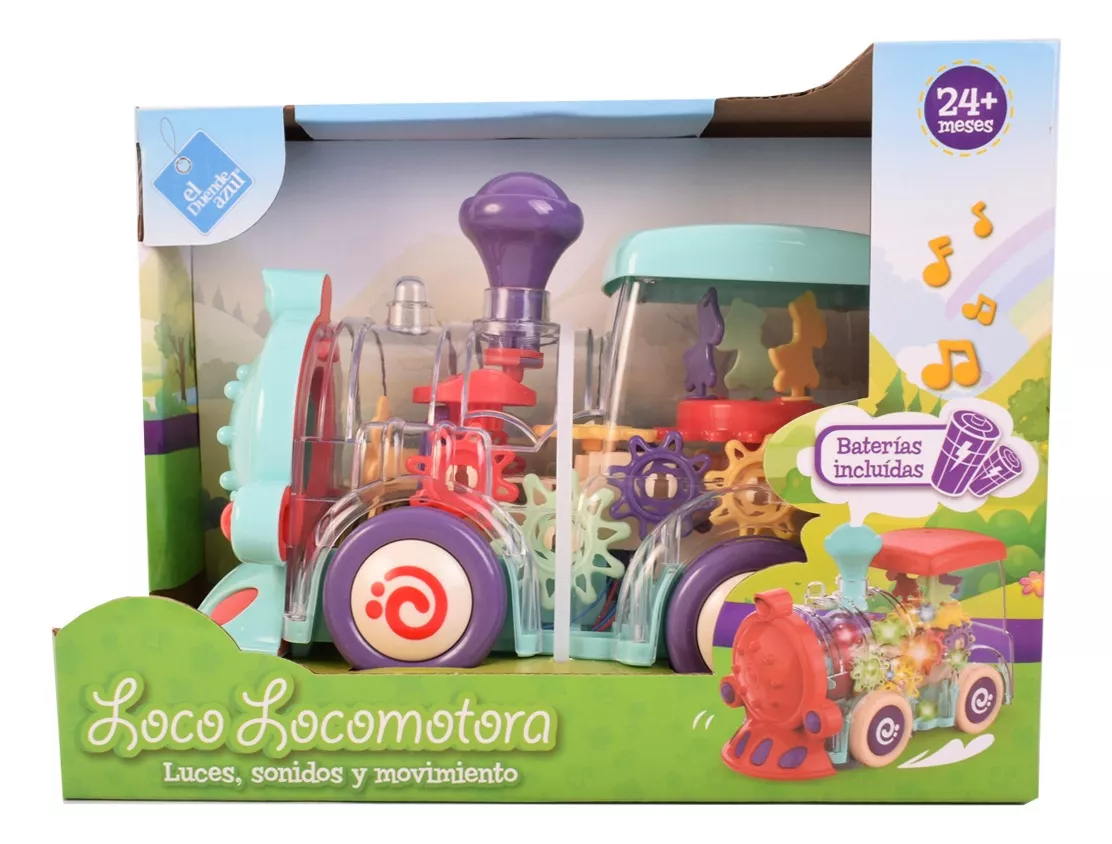 el
Duende
azul
24+
meses
Baterías
incluídas
Loco Locomotora
Luces, sonidos y movimiento